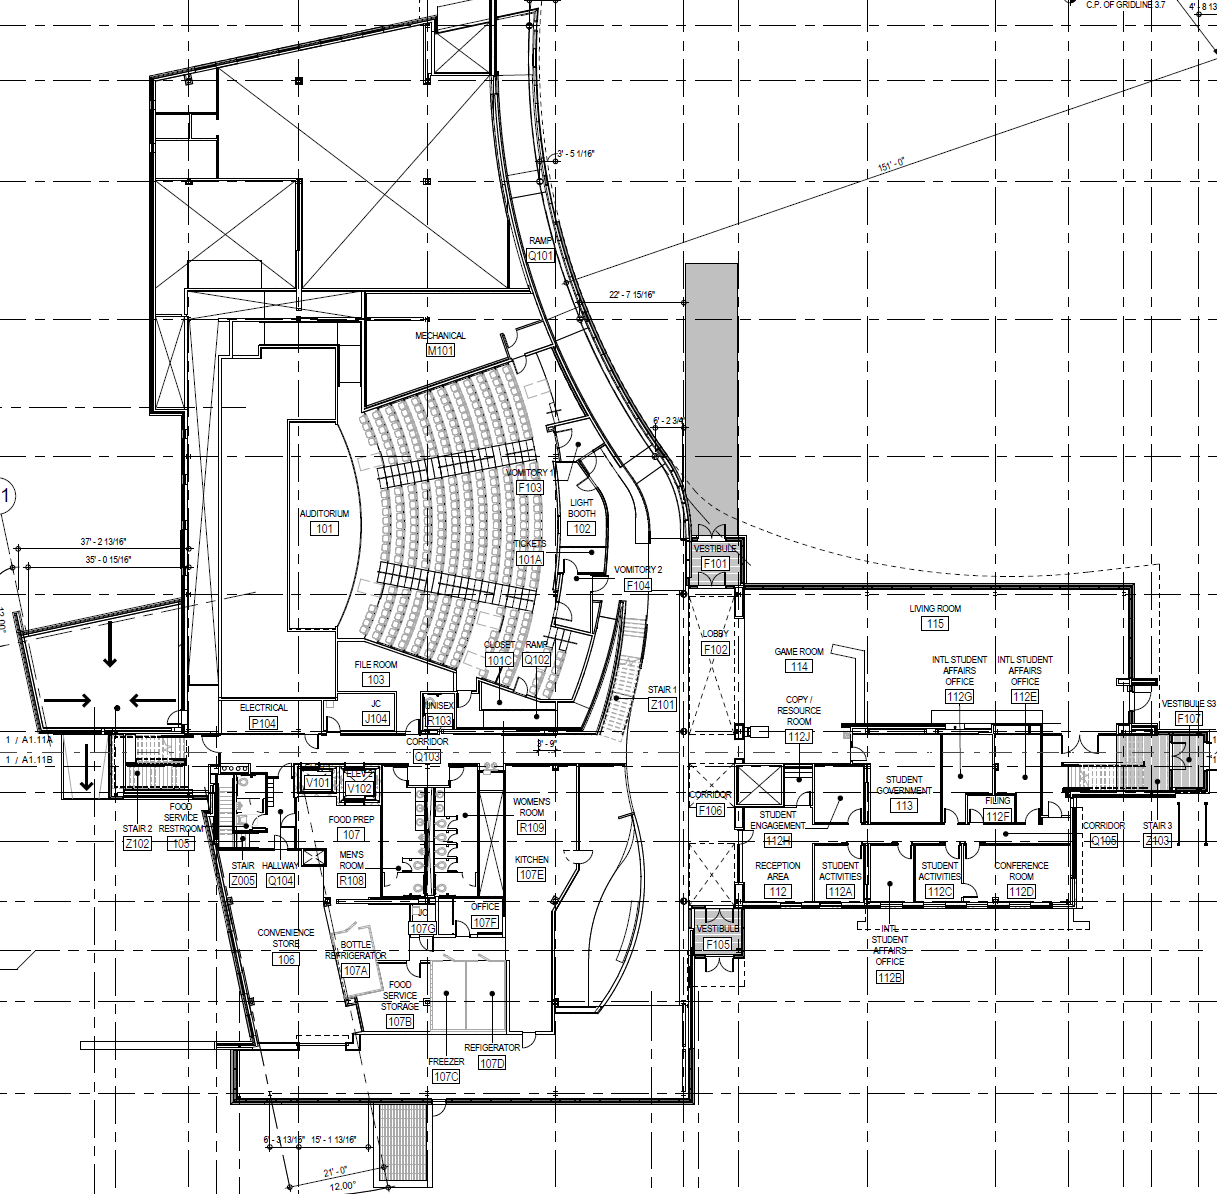 C.P. OF GRIDLINE 3.7
3' - 5 1/16"
151' - 0"
RAMP
Q101
22' - 7 15/16"
MECHANICAL
M101
6' - 2 3/4"
VOMITORY 1
F103
LIGHT
BOOTH
102
AUDITORIUM
101
1
37' - 2 13/16"
35' - 0 15/16"
TICKETS
101A
VESTIBULE
F101
VOMITORY 2
F104
LIVING ROOM
115
LOBBY
F102
CLOSET
101C
RAMP
Q102
GAME ROOM
114
INTL STUDENT
AFFAIRS
OFFICE
112G
INTL STUDENT
AFFAIRS
OFFICE
112E
FILE ROOM
103
STAIR 1
Z101
COPY /
RESOURCE
ROOM
112J
VESTIBULE S3
F107
ELECTRICAL
P104
JC
J104
UNISEX
R103
1 / A1.11A
1 / A1.11B
CORRIDOR
Q103
3' - 9"
V101
ELEV 2
V102
STUDENT
GOVERNMENT
113
CORRIDOR
F106
FILING
112F
FOOD
SERVICE
RESTROOM
105
STAIR 2
Z102
FOOD PREP
107
WOMEN'S
ROOM
R109
STUDENT
ENGAGEMENT
112H
CORRIDOR
Q105
STAIR 3
Z103
STAIR
Z005
HALLWAY
Q104
MEN'S
ROOM
R108
KITCHEN
107E
RECEPTION
AREA
112
STUDENT
ACTIVITIES
112A
STUDENT
ACTIVITIES
112C
CONFERENCE
ROOM
112D
JC
107G
OFFICE
107F
CONVENIENCE
STORE
106
BOTTLE
REFRIGERATOR
107A
VESTIBULE
F105
INTL
STUDENT
AFFAIRS
OFFICE
112B
FOOD
SERVICE
STORAGE
107B
FREEZER
107C
REFIGERATOR
107D
6' - 3 13/16"
15' - 1 13/16"
21' - 0"
12.00°